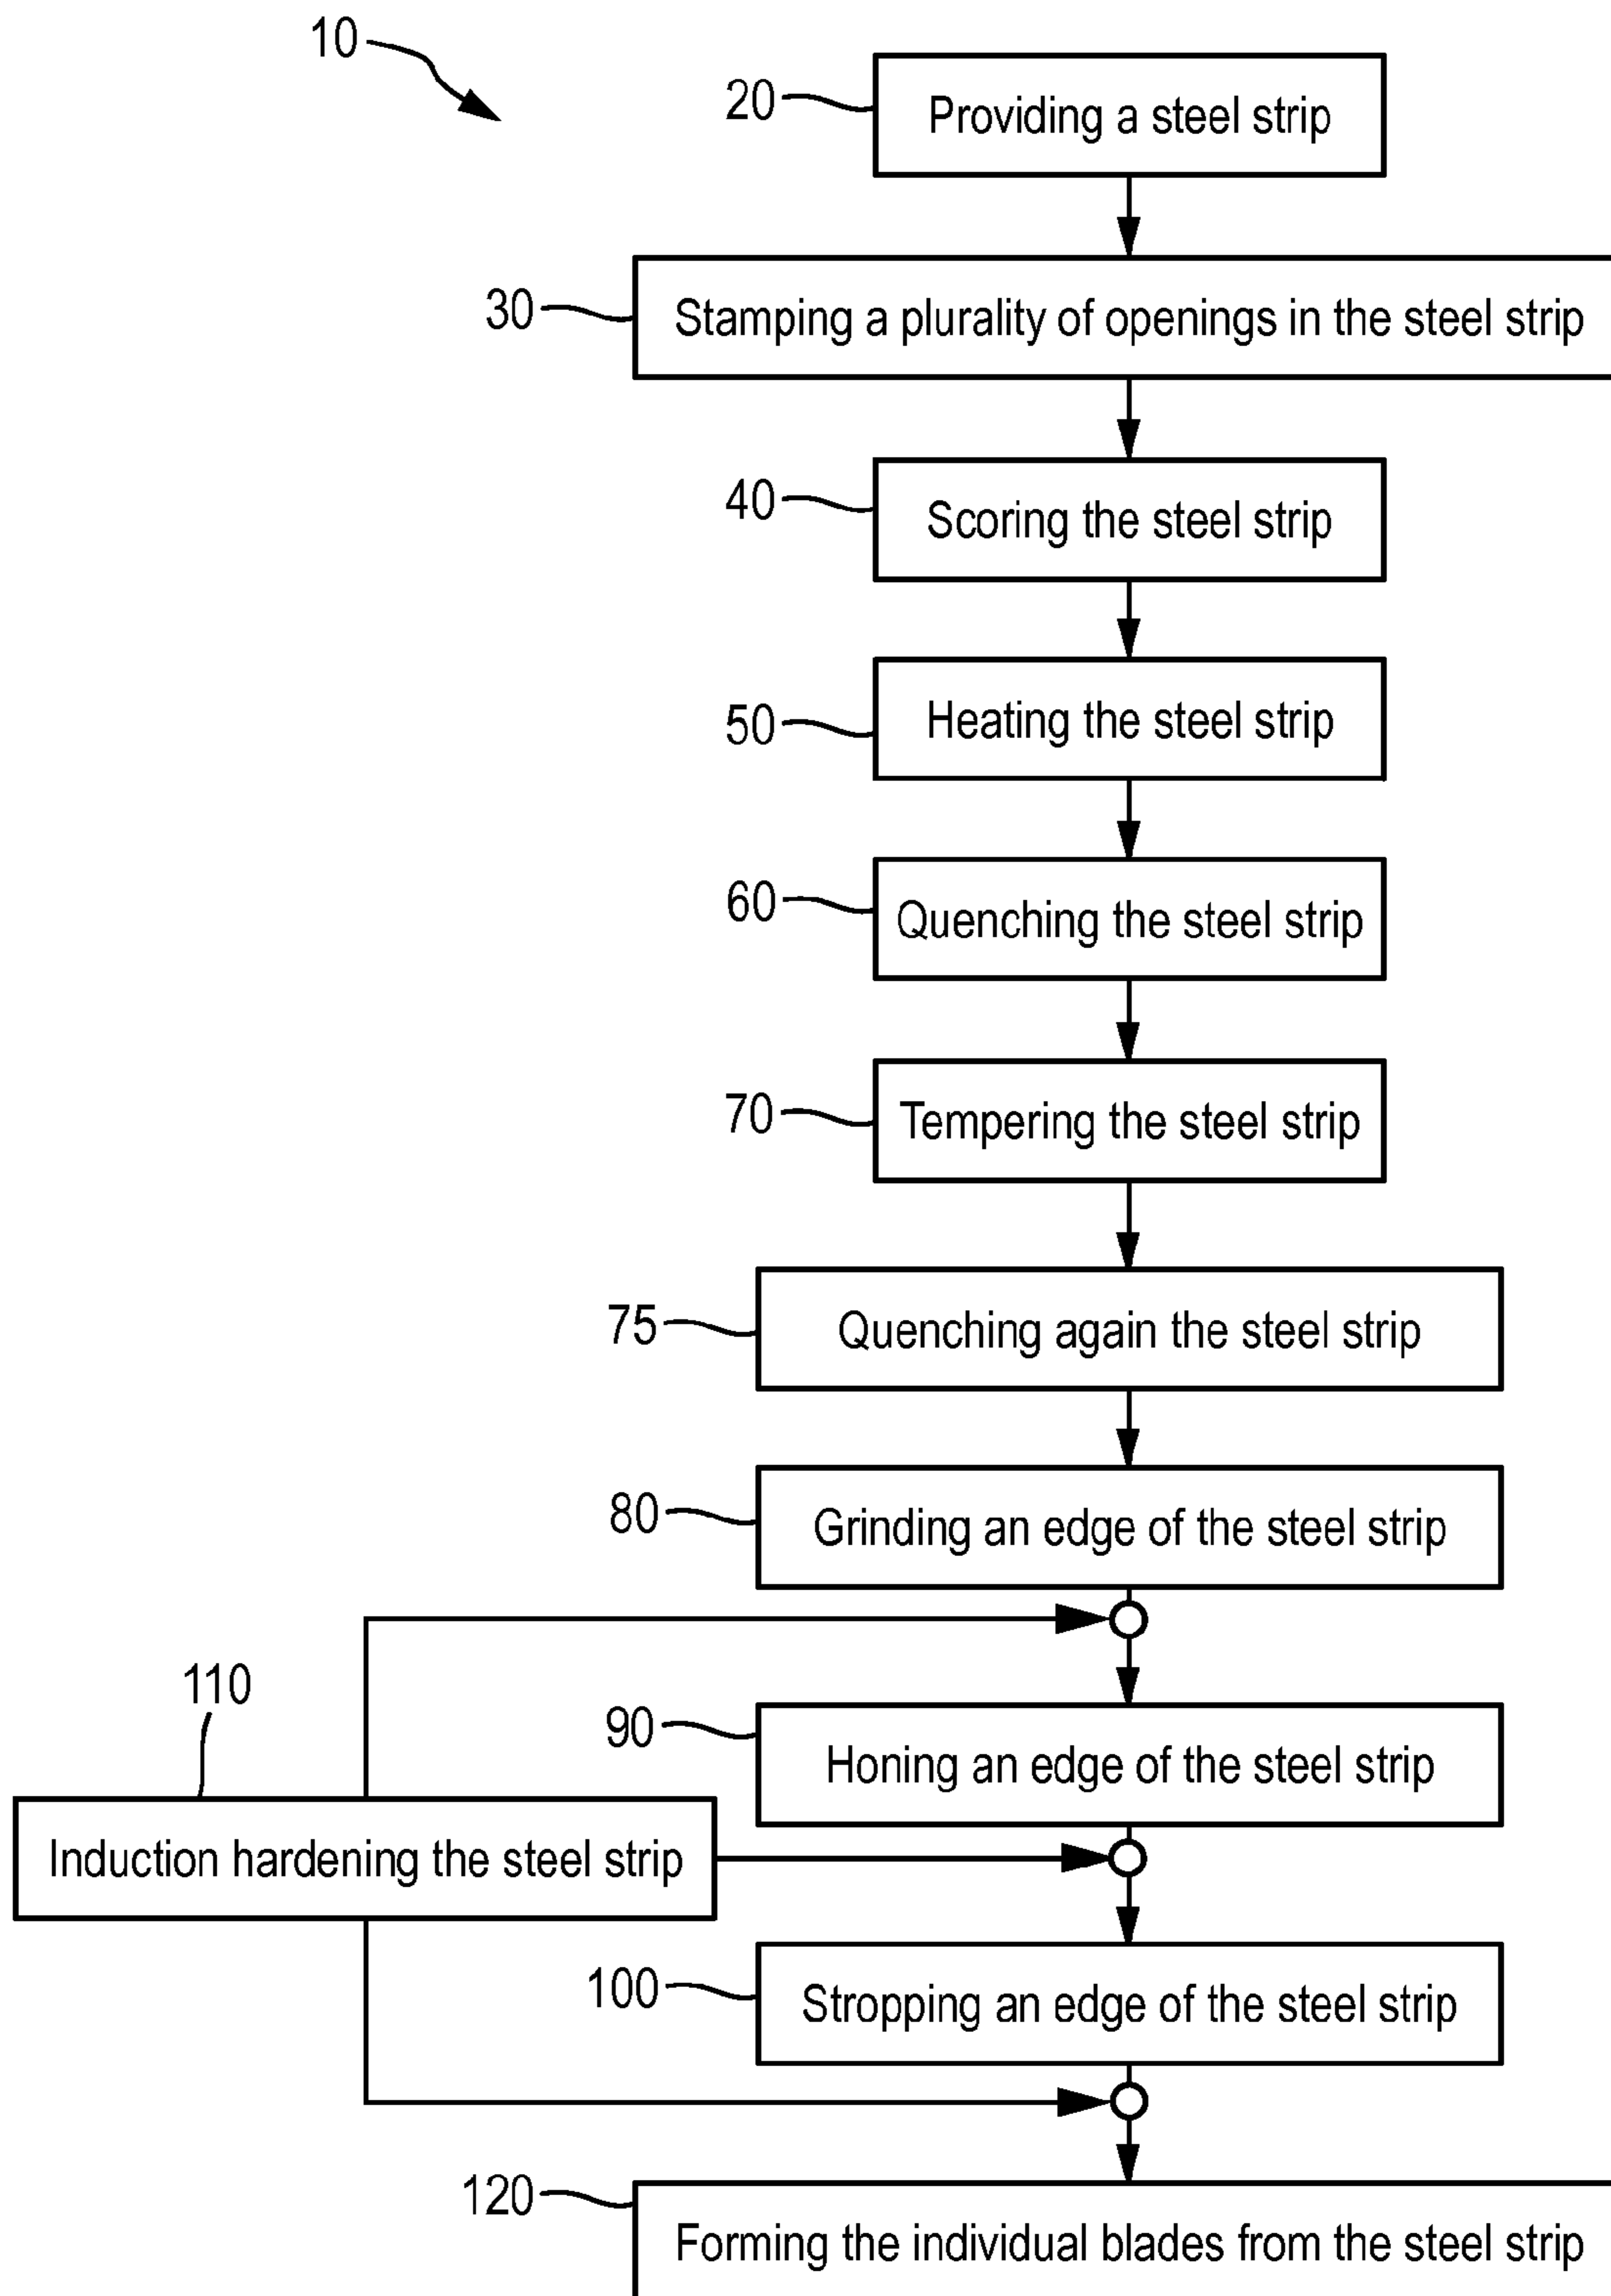 10
20
Providing a steel strip
30
Stamping a plurality of openings in the steel strip
40
Scoring the steel strip
50
Heating the steel strip
60
Quenching the steel strip
70
Tempering the steel strip
75
Quenching again the steel strip
80
Grinding an edge of the steel strip
110
90
Honing an edge of the steel strip
Induction hardening the steel strip
100
Stropping an edge of the steel strip
120
Forming the individual blades from the steel strip